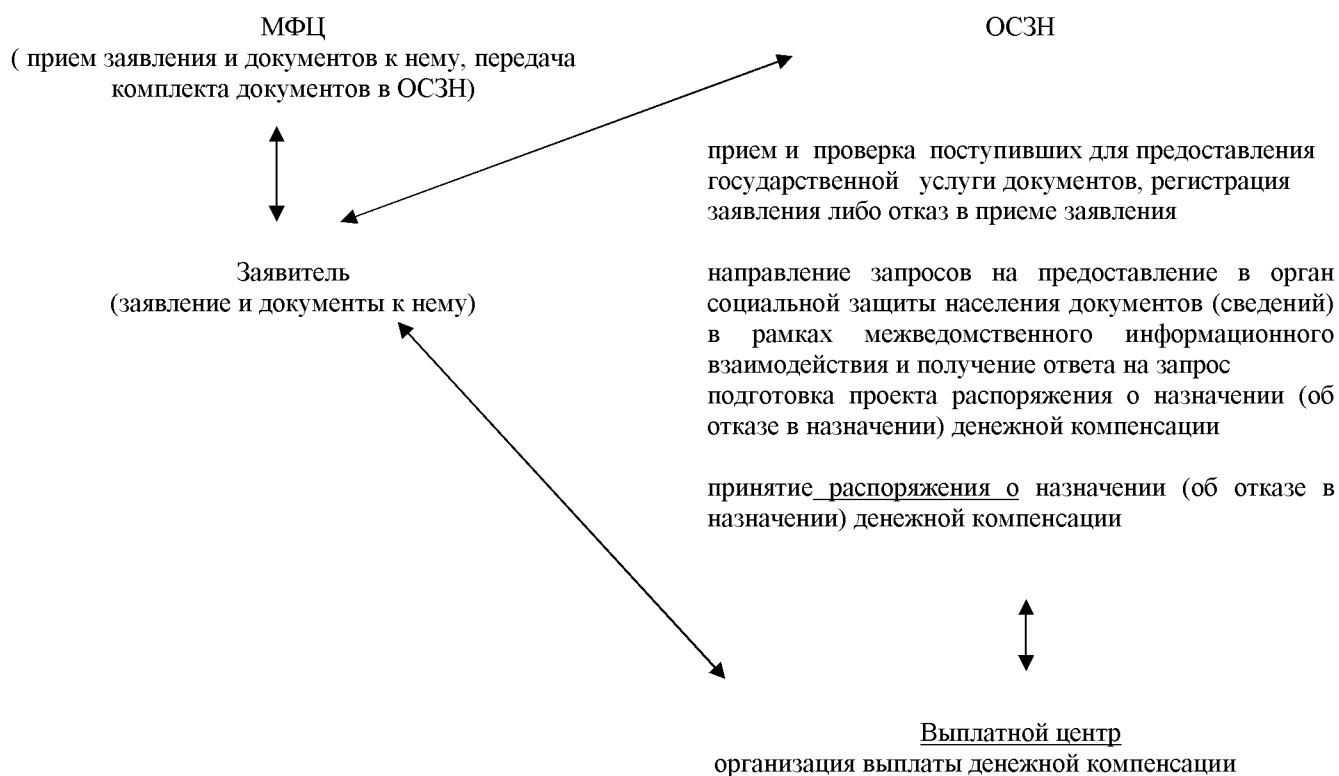 МФЦ
( прием заявления и документов к нему, передача
комплекта документов в ОСЗН)
Заявитель
(заявление и документы к нему)
ОСЗН
прием и проверка поступивших для предоставления
государственной услуги документов, регистрация
заявления либо отказ в приеме заявления
направление запросов на предоставление в орган
социальной защиты населения документов (сведений)
в рамках межведомственного информационного
взаимодействия и получение ответа на запрос
подготовка проекта распоряжения о назначении (об
отказе в назначении) денежной компенсации
принятие распоряжения о назначении (об отказе в
назначении) денежной компенсации
Выплатной центр
организация выплаты денежной компенсации